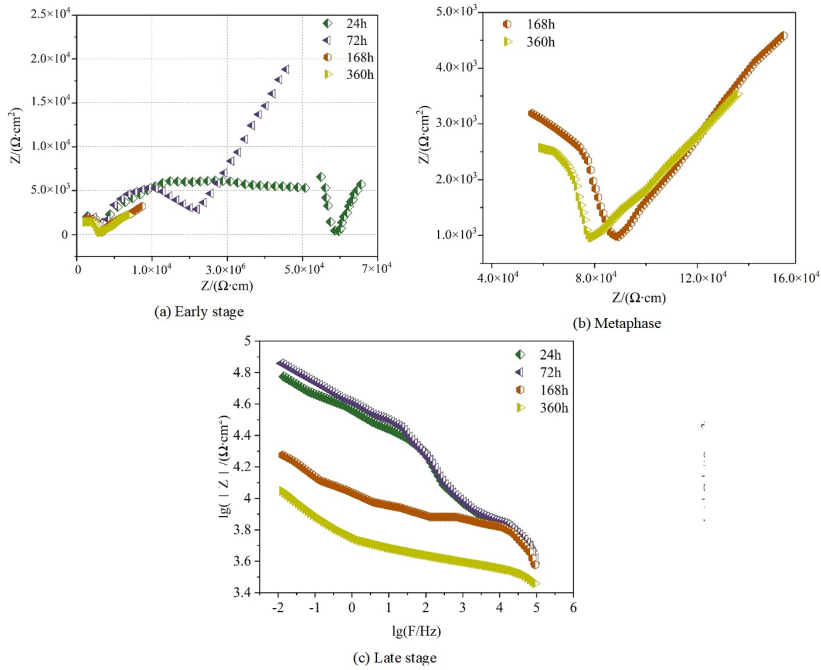 2.5×10⁴
2.0×10⁴
1.5×10⁴
1.0×10⁴
5.0×10³
0
Z/(Ω·cm²)
0
1.0×10⁴
3.0×10⁶
5.0×10⁴
7×10⁴
Z/(Ω·cm)
24h
72h
168h
360h
(a) Early stage
5.0×10³
4.0×10³
3.0×10³
2.0×10³
1.0×10³
Z/(Ω·cm²)
4.0×10⁴
8.0×10⁴
12.0×10⁴
16.0×10⁴
Z/(Ω·cm)
168h
360h
(b) Metaphase
5
4.8
4.6
4.4
4.2
4
3.8
3.6
3.4
lg(|Z|/(Ω·cm²)
-2
-1
0
1
2
3
4
5
6
lg(F/Hz)
24h
72h
168h
360h
(c) Late stage